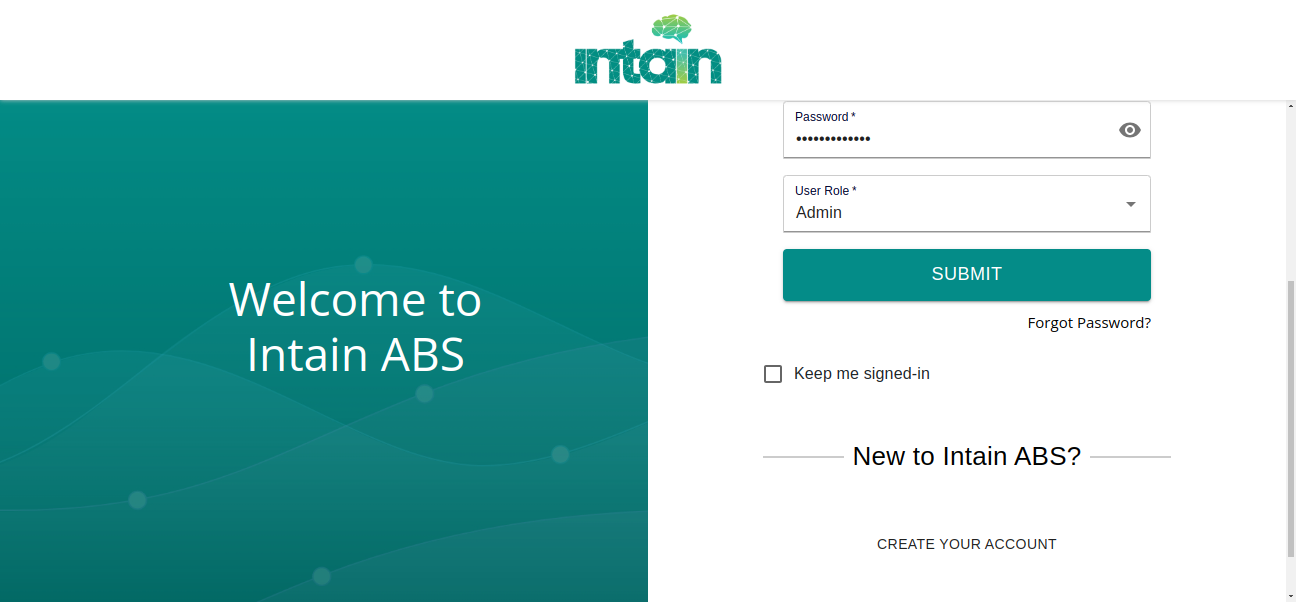 intain
Welcome to
Intain ABS
Password *
•••••••••••••
User Role *
Admin
SUBMIT
Forgot Password?
Keep me signed-in
New to Intain ABS?
CREATE YOUR ACCOUNT